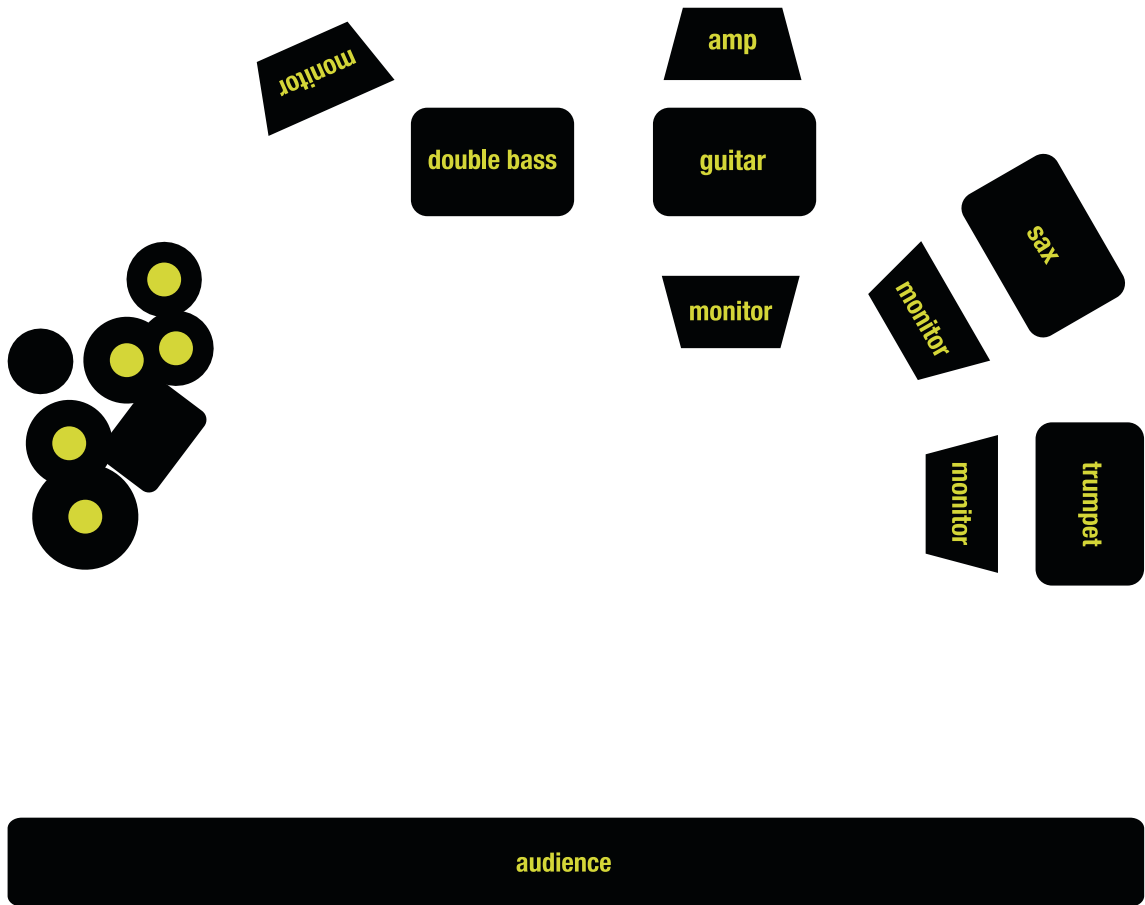 amp
monitor
double bass
guitar
sax
monitor
monitor
monitor
trumpet
audience